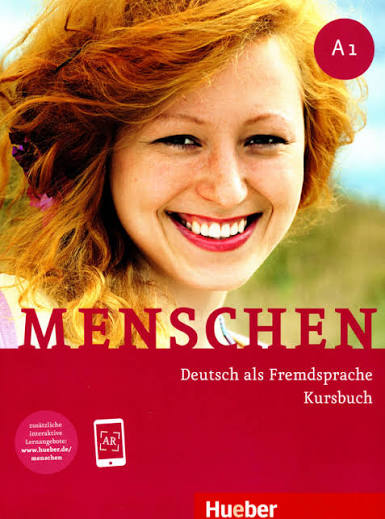 A1
MENSCHEN
Deutsch als Fremdsprache
Kursbuch
zusätzliche
interaktive
Lernangebote:
www.hueber.de/
menschen
AR
Hueber